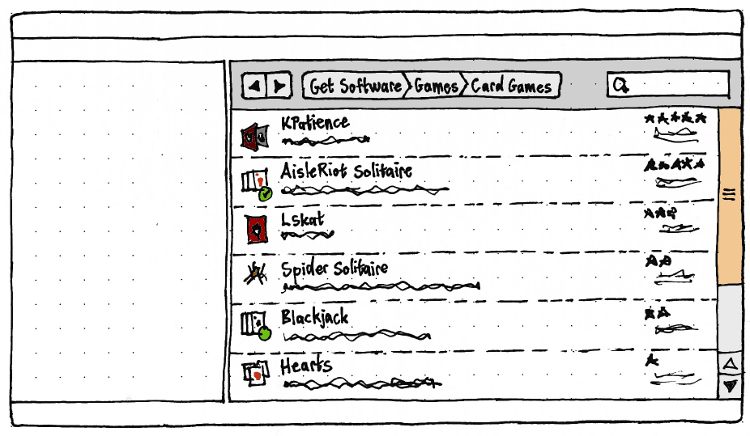 Get Software Games Card Games
KPatience
AisleRiot Solitaire
Lskat
Spider Solitaire
Blackjack
Hearts